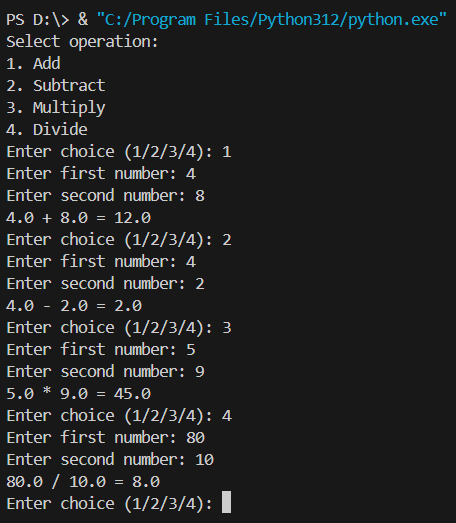 PS D:\> & "C:/Program Files/Python312/python.exe"
Select operation:
1. Add
2. Subtract
3. Multiply
4. Divide
Enter choice (1/2/3/4): 1
Enter first number: 4
Enter second number: 8
4.0 + 8.0 = 12.0
Enter choice (1/2/3/4): 2
Enter first number: 4
Enter second number: 2
4.0 - 2.0 = 2.0
Enter choice (1/2/3/4): 3
Enter first number: 5
Enter second number: 9
5.0 * 9.0 = 45.0
Enter choice (1/2/3/4): 4
Enter first number: 80
Enter second number: 10
80.0 / 10.0 = 8.0
Enter choice (1/2/3/4):